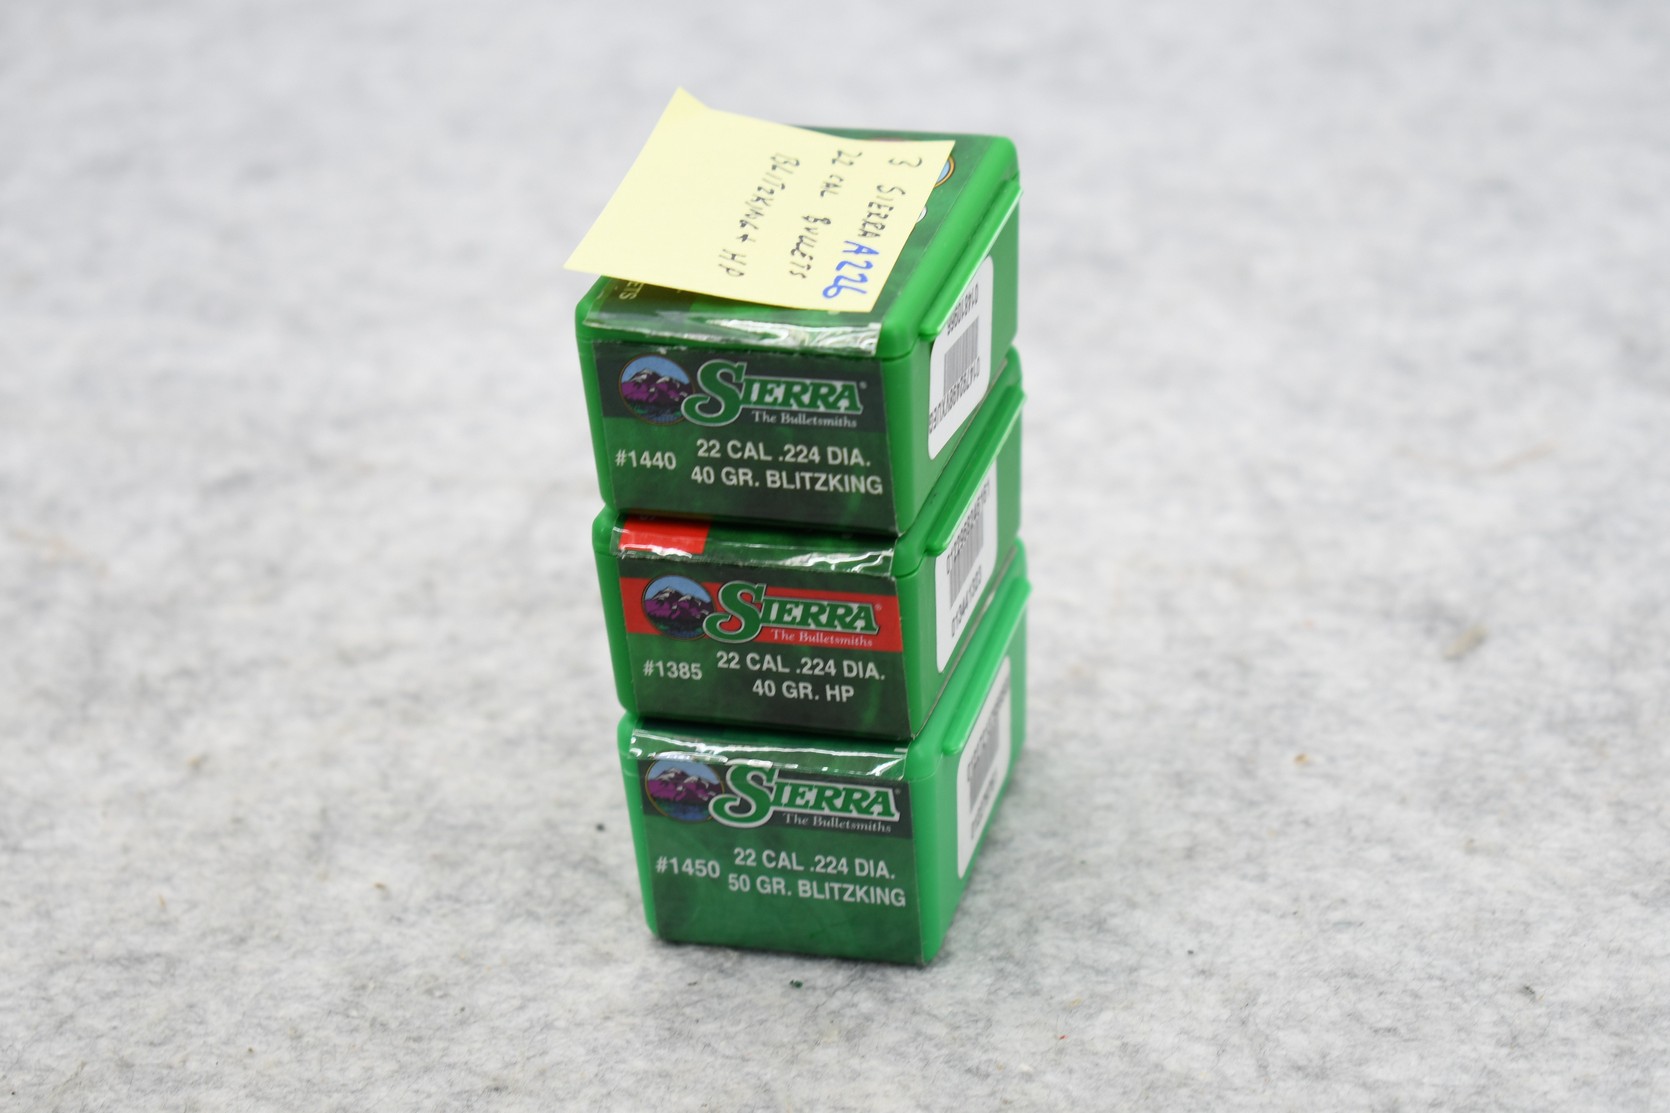 3 SIERRA
22 CAL BULLETS
BLITZKING + HP
A226
ETS
SIERRA®
The Bulletsmiths
#1440
22 CAL .224 DIA.
40 GR. BLITZKING
SIERRA®
The Bulletsmiths
#1385
22 CAL .224 DIA.
40 GR. HP
SIERRA®
The Bulletsmiths
#1450
22 CAL .224 DIA.
50 GR. BLITZKING